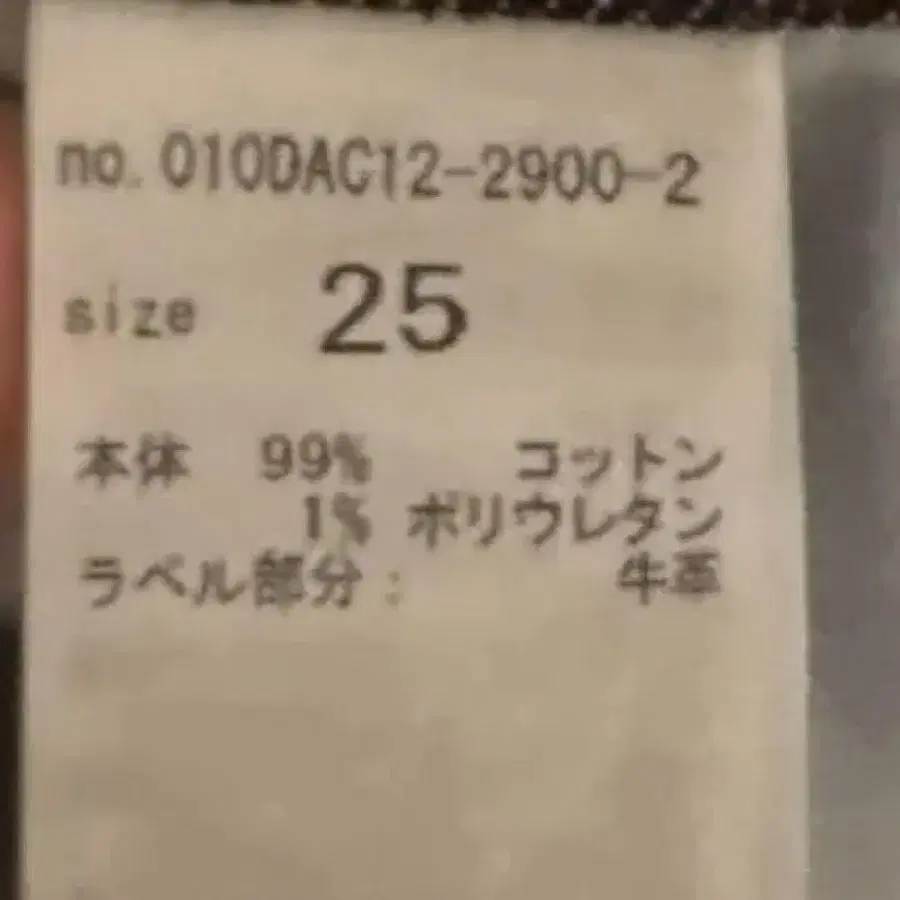 no. 010DAC12-2900-2
size 25
本体 99% コットン
1% ポリウレタン
ラベル部分: 牛革